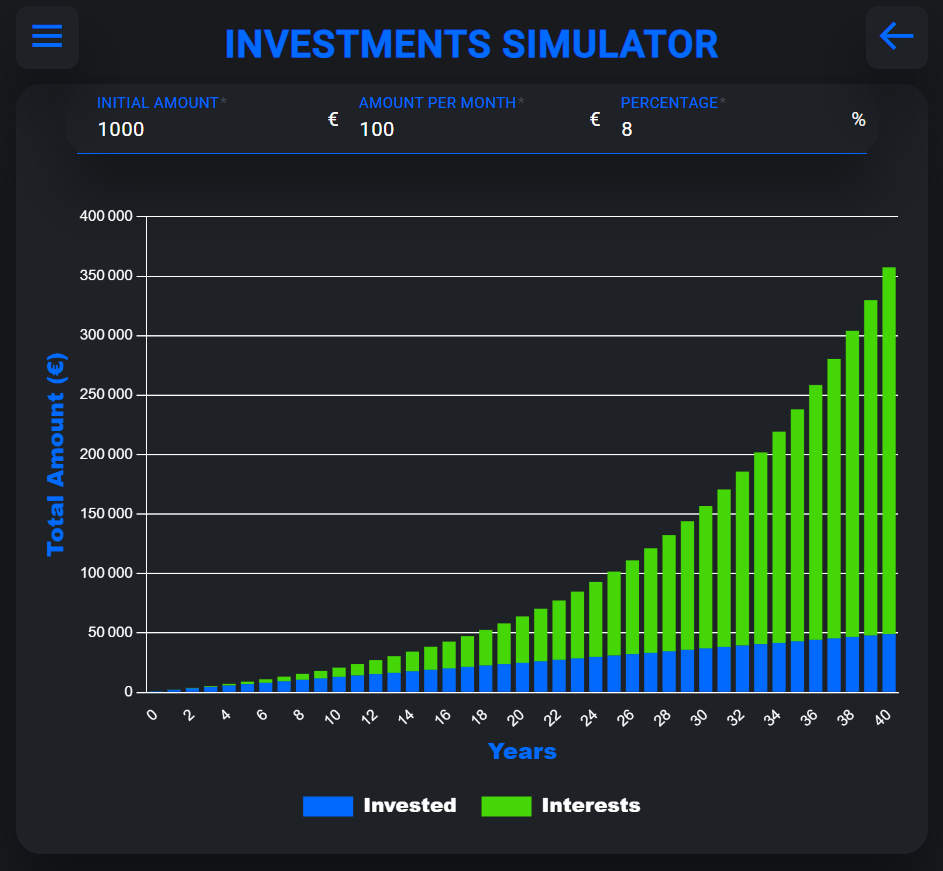 INVESTMENTS SIMULATOR
INITIAL AMOUNT* AMOUNT PER MONTH* PERCENTAGE*
1000 € 100 € 8 %
400 000
350 000
300 000
250 000
200 000
150 000
100 000
50 000
0
Total Amount (€)
0 2 4 6 8 10 12 14 16 18 20 22 24 26 28 30 32 34 36 38 40
Years
Invested Interests